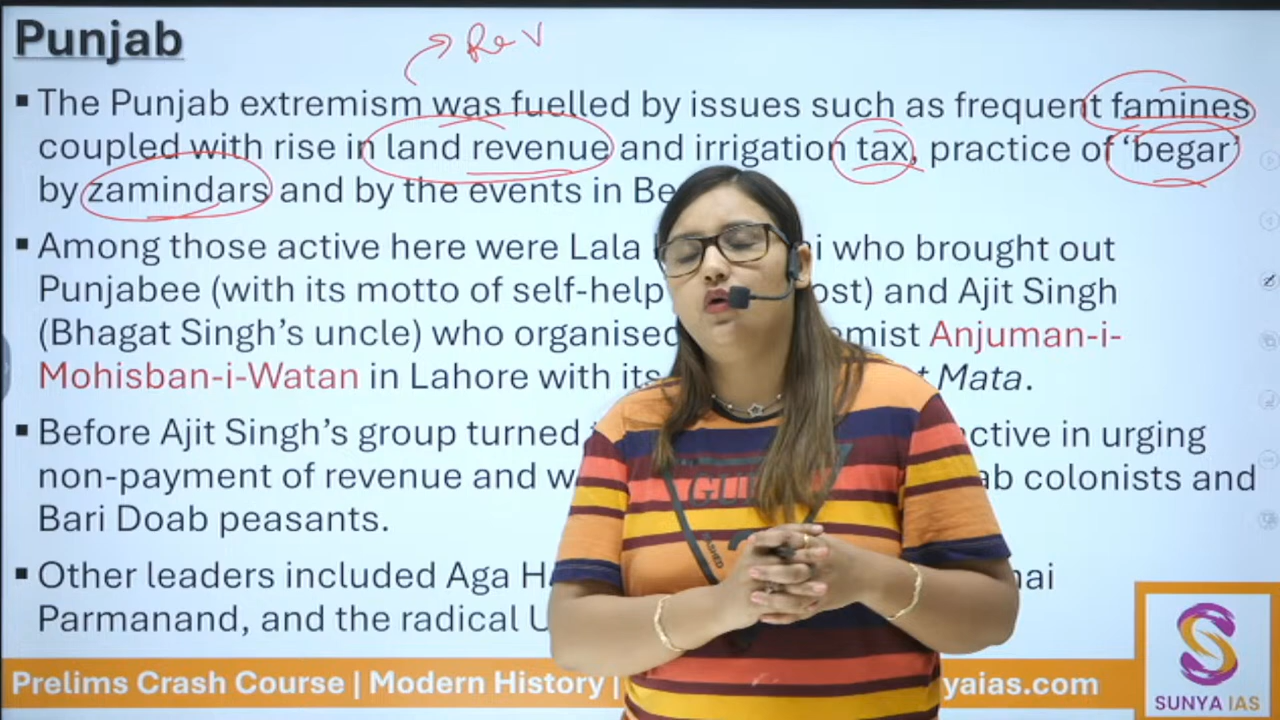 Punjab
Rev
▪ The Punjab extremism was fuelled by issues such as frequent famines
coupled with rise in land revenue and irrigation tax, practice of ‘begar’
by zamindars and by the events in Be
▪ Among those active here were Lala i who brought out
Punjabee (with its motto of self-help ost) and Ajit Singh
(Bhagat Singh’s uncle) who organised mist Anjuman-i-
Mohisban-i-Watan in Lahore with its t Mata.
▪ Before Ajit Singh’s group turned ctive in urging
non-payment of revenue and w ab colonists and
Bari Doab peasants.
▪ Other leaders included Aga H hai
Parmanand, and the radical U
Prelims Crash Course | Modern History | yaias.com
SUNYA IAS